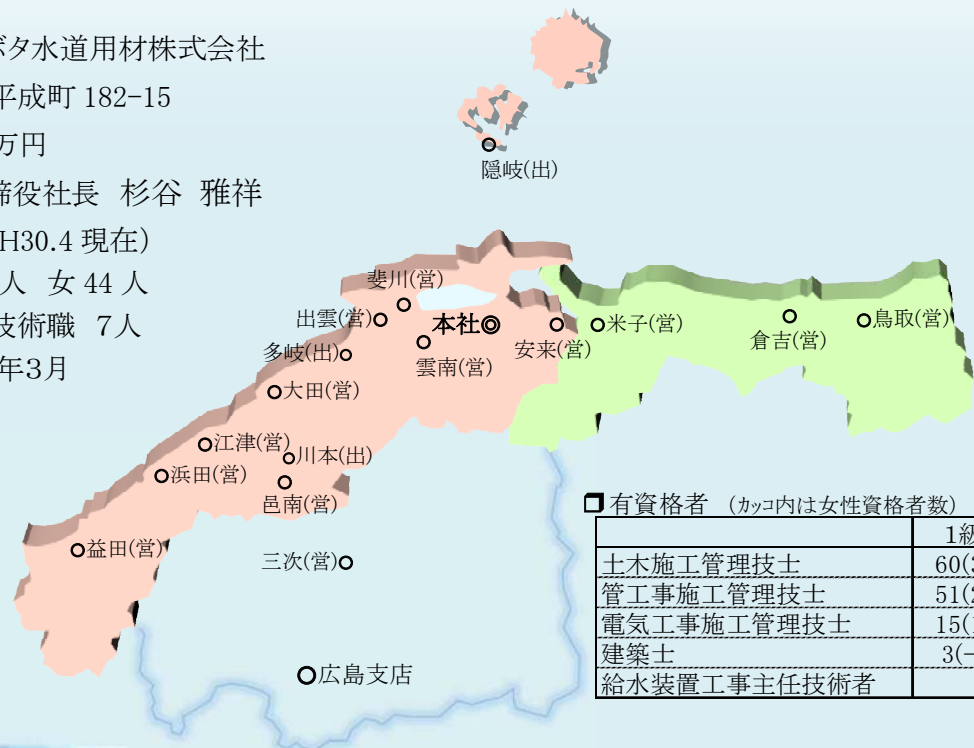 ボタ水道用材株式会社
平成町 182-15
万円
締役社長 杉谷 雅祥
H30.4 現在）
人 女 44 人
技術職 7人
年3月
隠岐(出)
斐川(営)
出雲(営)
本社
米子(営)
鳥取(営)
倉吉(営)
安来(営)
多岐(出)
雲南(営)
大田(営)
江津(営)
川本(出)
浜田(営)
邑南(営)
益田(営)
三次(営)
広島支店
有資格者 （カッコ内は女性資格者数）
1級
土木施工管理技士 60(
管工事施工管理技士 51(
電気工事施工管理技士 15(
建築士 3(
給水装置工事主任技術者